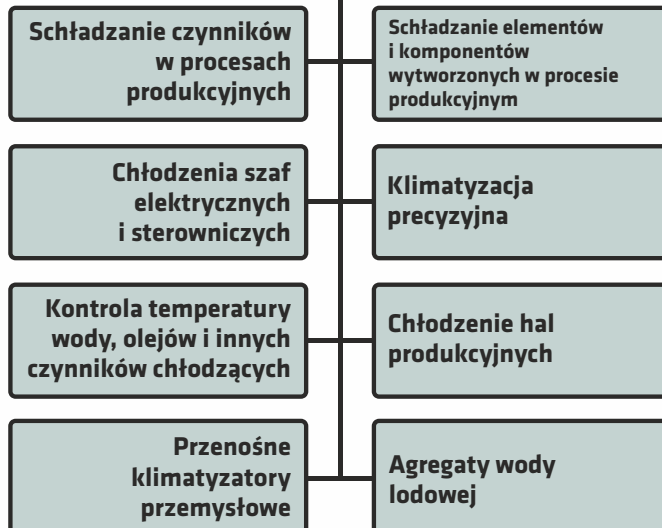 Schładzanie czynników
w procesach
produkcyjnych
Schładzanie elementów
i komponentów
wytworzonych w procesie
produkcyjnym
Chłodzenia szaf
elektrycznych
i sterowniczych
Klimatyzacja
precyzyjna
Kontrola temperatury
wody, olejów i innych
czynników chłodzących
Chłodzenie hal
produkcyjnych
Przenośne
klimatyzatory
przemysłowe
Agregaty wody
lodowej